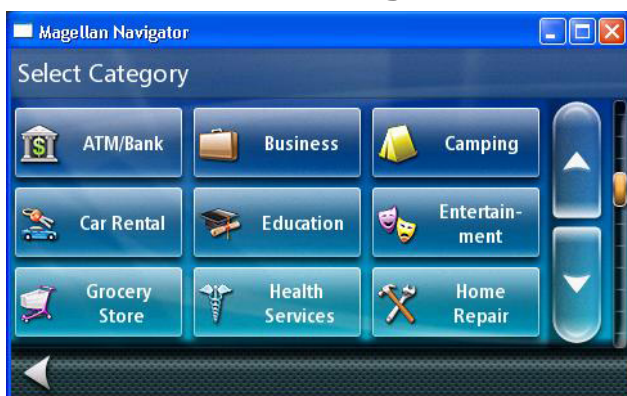 Magellan Navigator
Select Category
ATM/Bank
Business
Camping
Car Rental
Education
Entertain-
ment
Grocery
Store
Health
Services
Home
Repair